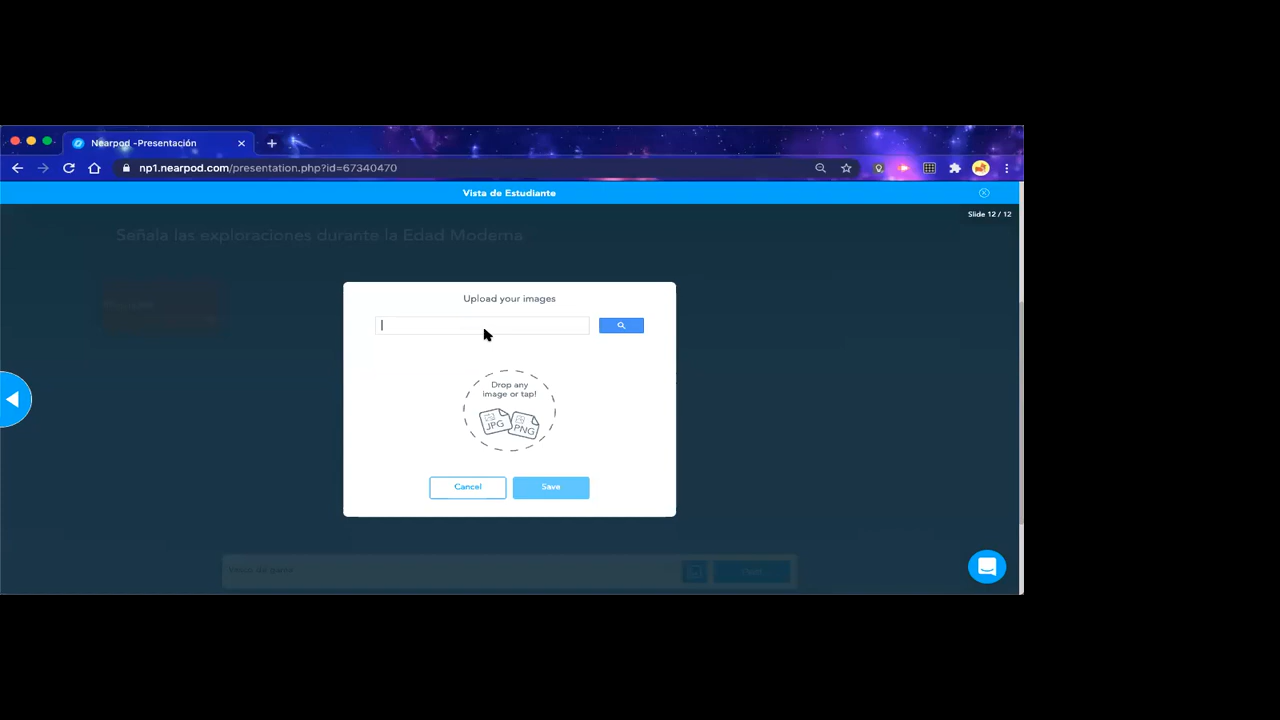 Nearpod -Presentación
np1.nearpod.com/presentation.php?id=67340470
Vista de Estudiante
Slide 12 / 12
Señala las exploraciones durante la Edad Moderna
Upload your images
Drop any
image or tap!
JPG
PNG
Cancel
Save